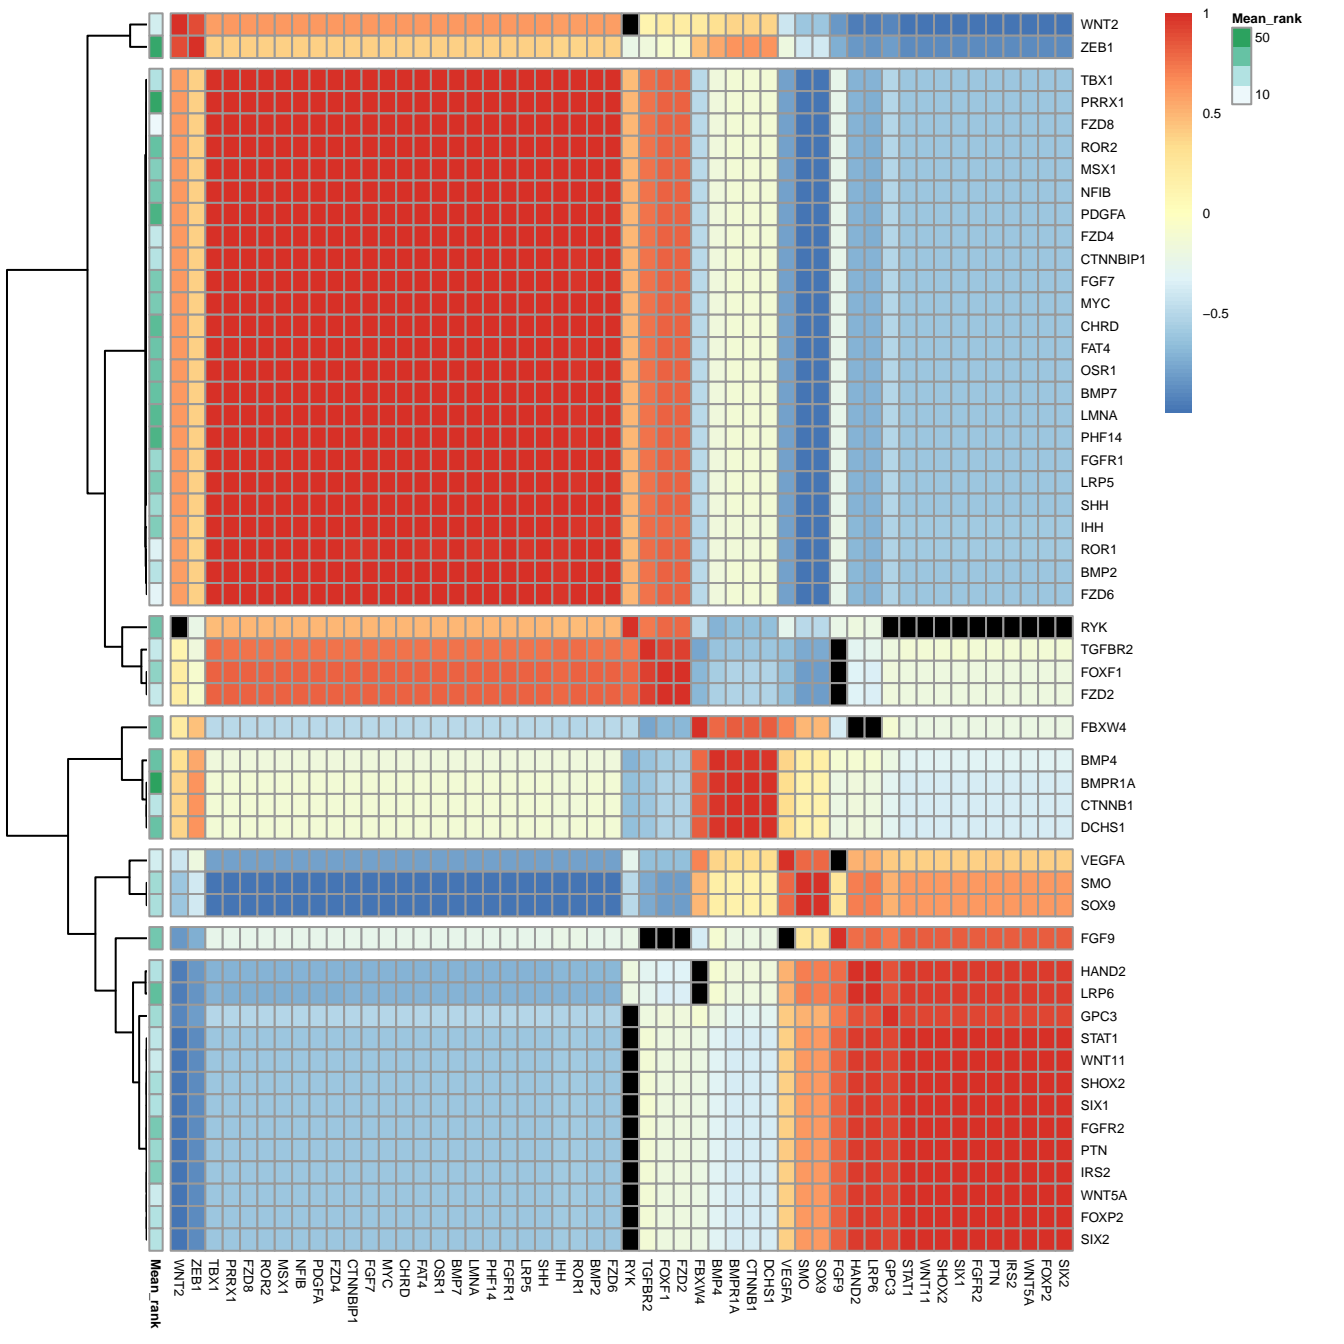 WNT2
ZEB1
TBX1
PRRX1
FZD8
ROR2
MSX1
NFIB
PDGFA
FZD4
CTNNBIP1
FGF7
MYC
CHRD
FAT4
OSR1
BMP7
LMNA
PHF14
FGFR1
LRP5
SHH
IHH
ROR1
BMP2
FZD6
RYK
TGFBR2
FOXF1
FZD2
FBXW4
BMP4
BMPR1A
CTNNB1
DCHS1
VEGFA
SMO
SOX9
FGF9
HAND2
LRP6
GPC3
STAT1
WNT11
SHOX2
SIX1
FGFR2
PTN
IRS2
WNT5A
FOXP2
SIX2
1
0.5
0
−0.5
Mean_rank
50
10
Mean_rank
WNT2
ZEB1
TBX1
PRRX1
FZD8
ROR2
MSX1
NFIB
PDGFA
FZD4
CTNNBIP1
FGF7
MYC
CHRD
FAT4
OSR1
BMP7
LMNA
PHF14
FGFR1
LRP5
SHH
IHH
ROR1
BMP2
FZD6
RYK
TGFBR2
FOXF1
FZD2
FBXW4
BMP4
BMPR1A
CTNNB1
DCHS1
VEGFA
SMO
SOX9
FGF9
HAND2
LRP6
GPC3
STAT1
WNT11
SHOX2
SIX1
FGFR2
PTN
IRS2
WNT5A
FOXP2
SIX2